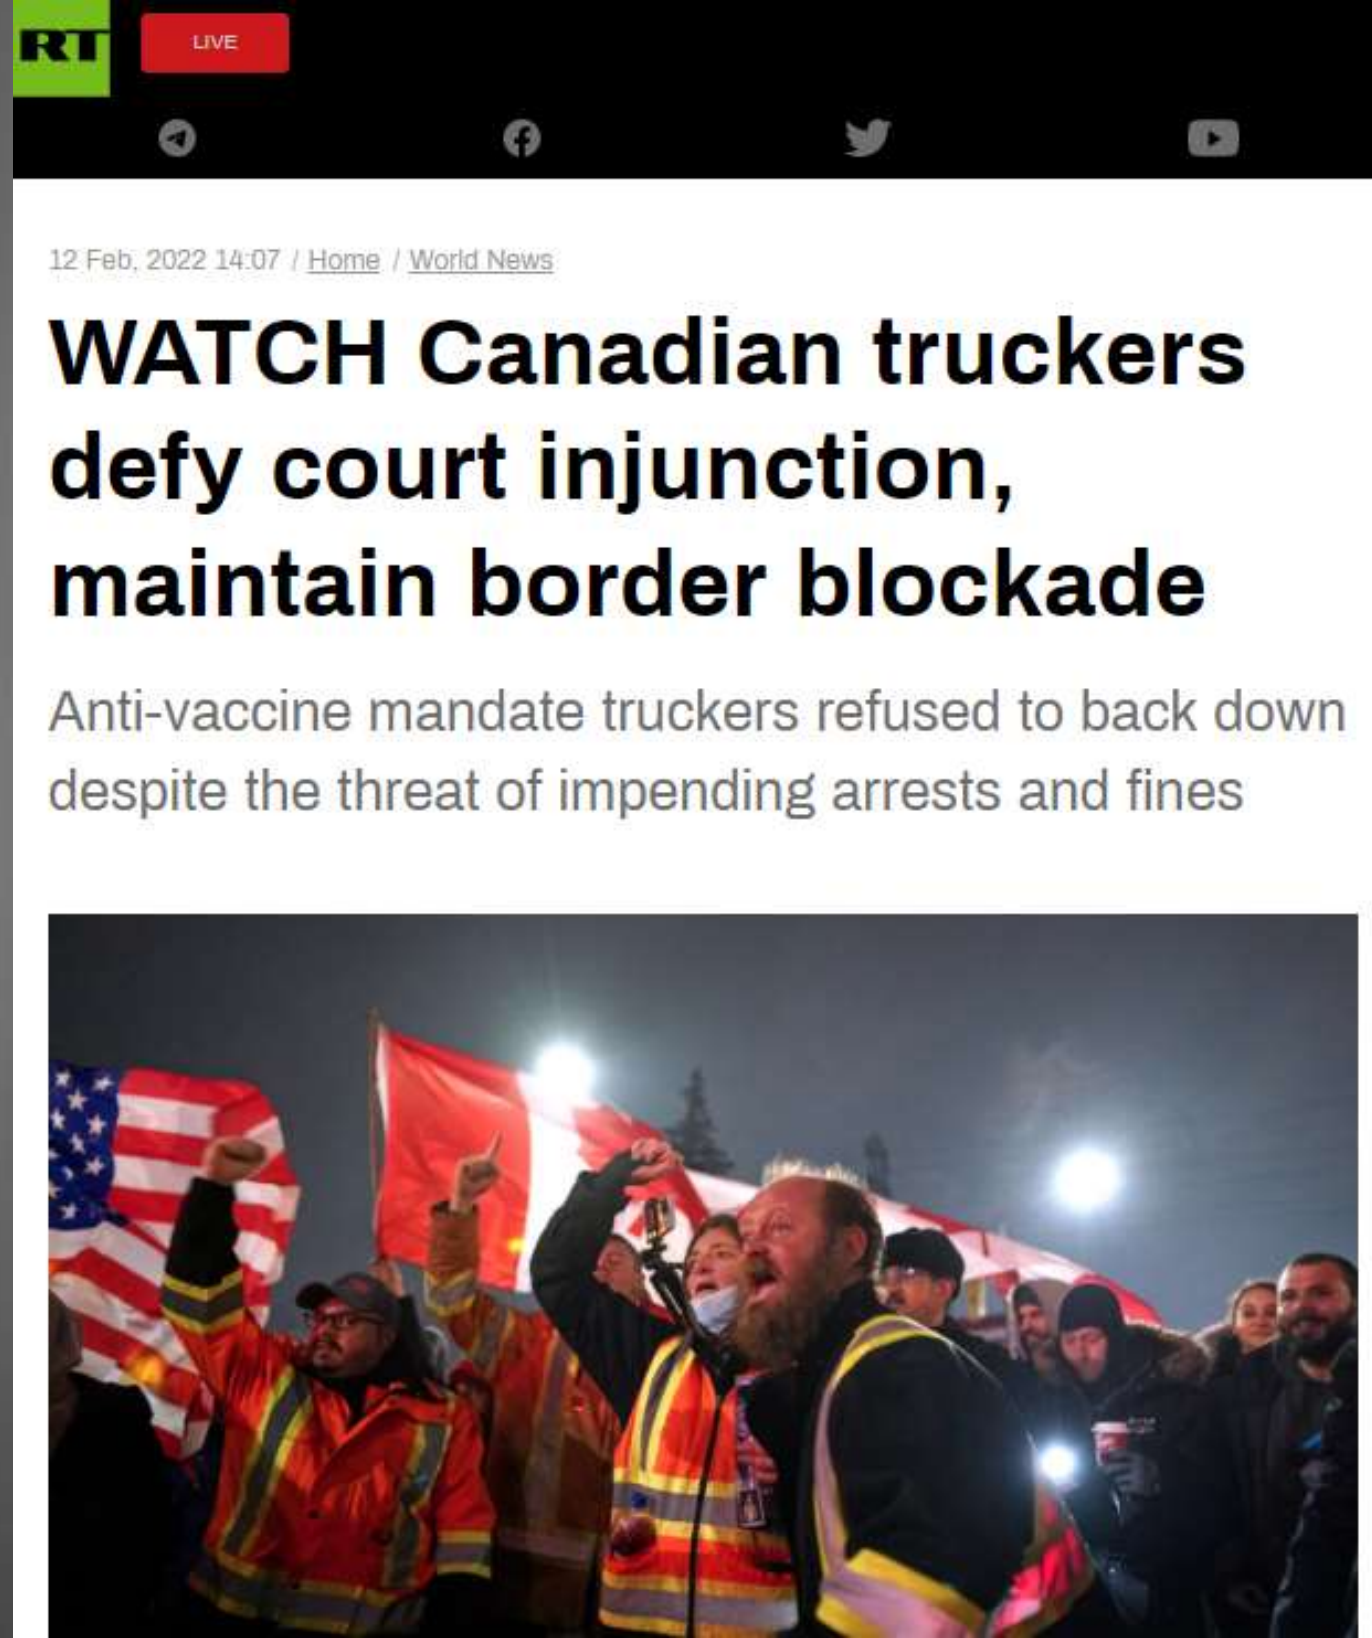 RT
LIVE
12 Feb, 2022 14:07 / Home / World News
WATCH Canadian truckers
defy court injunction,
maintain border blockade
Anti-vaccine mandate truckers refused to back down
despite the threat of impending arrests and fines